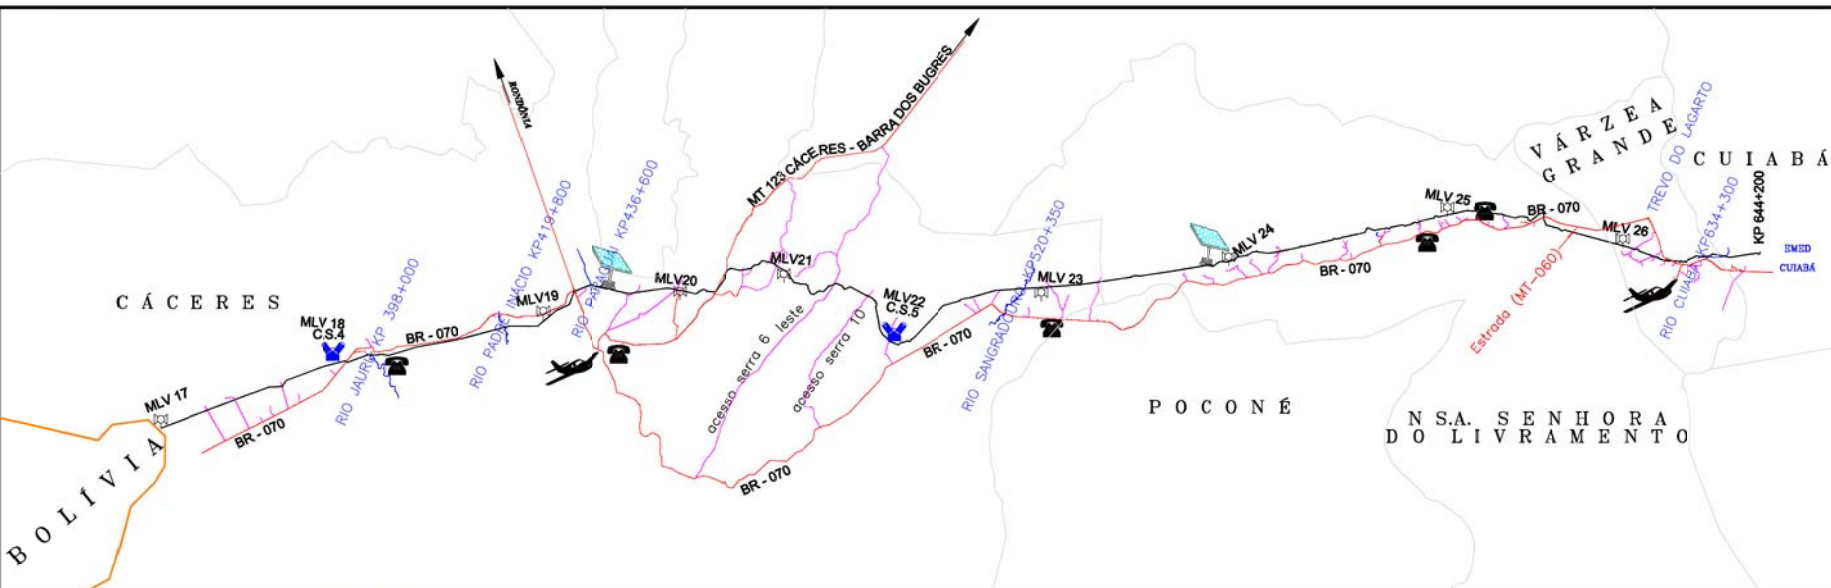 BOLÍVIA
MLV 17
BR - 070
CÁCERES
MLV 18
C.S.4
RIO JAURU KP 398+000
BR - 070
RIO PADRE INÁCIO KP419+800
MLV19
RONDÔNIA
KP436+600
MLV20
MT 123 CÁCERES - BARRA DOS BUGRES
MLV21
acesso serra 6 leste
acesso serra 10
BR - 070
MLV22
C.S.5
BR - 070
RIO SANGRADOURO KP520+350
MLV 23
POCONÉ
MLV 24
BR - 070
MLV 25
BR - 070
Estrada (MT-060)
NSA. SENHORA
DO LIVRAMENTO
VÁRZEA
GRANDE
MLV 26
TREVO DO LAGARTO
RIO CUIABÁ KP634+300
CUIABÁ
KP 644+200
EMED
CUIABÁ